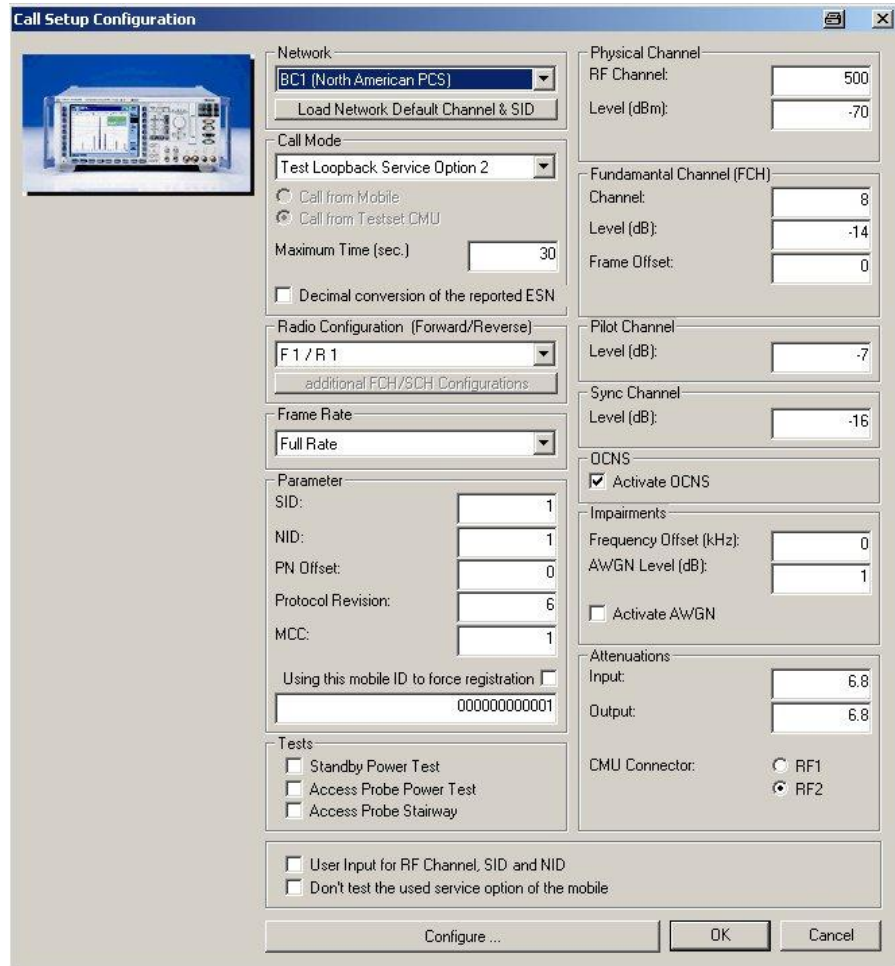 Call Setup Configuration
Network
BC1 (North American PCS)
Load Network Default Channel & SID
Call Mode
Test Loopback Service Option 2
Call from Mobile
Call from Testset CMU
Maximum Time (sec.) 30
Decimal conversion of the reported ESN
Radio Configuration (Forward/Reverse)
F 1 / R 1
additional FCH/SCH Configurations
Frame Rate
Full Rate
Parameter
SID: 1
NID: 1
PN Offset: 0
Protocol Revision: 6
MCC: 1
Using this mobile ID to force registration
000000000001
Tests
Standby Power Test
Access Probe Power Test
Access Probe Stairway
Physical Channel
RF Channel: 500
Level (dBm): -70
Fundamantal Channel (FCH)
Channel: 8
Level (dB): -14
Frame Offset: 0
Pilot Channel
Level (dB): -7
Sync Channel
Level (dB): -16
OCNS
Activate OCNS
Impairments
Frequency Offset (kHz): 0
AWGN Level (dB): 1
Activate AWGN
Attenuations
Input: 6.8
Output: 6.8
CMU Connector: RF1
RF2
User Input for RF Channel, SID and NID
Don't test the used service option of the mobile
Configure ...
OK
Cancel